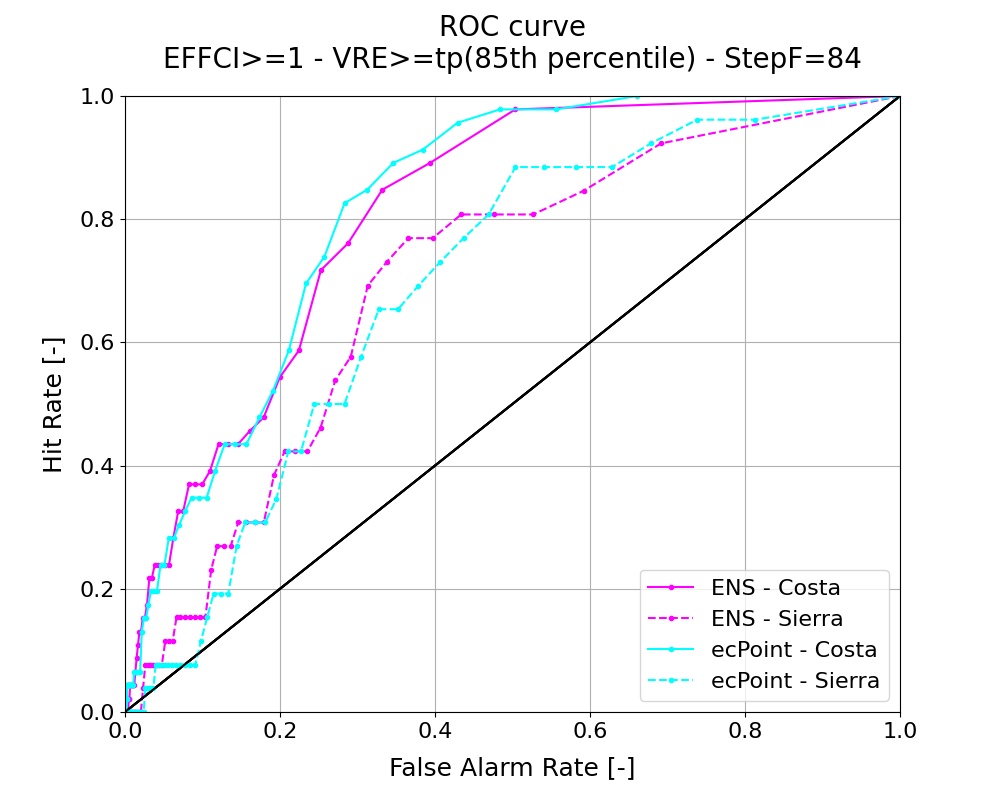 ROC curve
EFFCI>=1 - VRE>=tp(85th percentile) - StepF=84
1.0
0.8
0.6
0.4
0.2
0.0
Hit Rate [-]
ENS - Costa
ENS - Sierra
ecPoint - Costa
ecPoint - Sierra
0.0 0.2 0.4 0.6 0.8 1.0
False Alarm Rate [-]